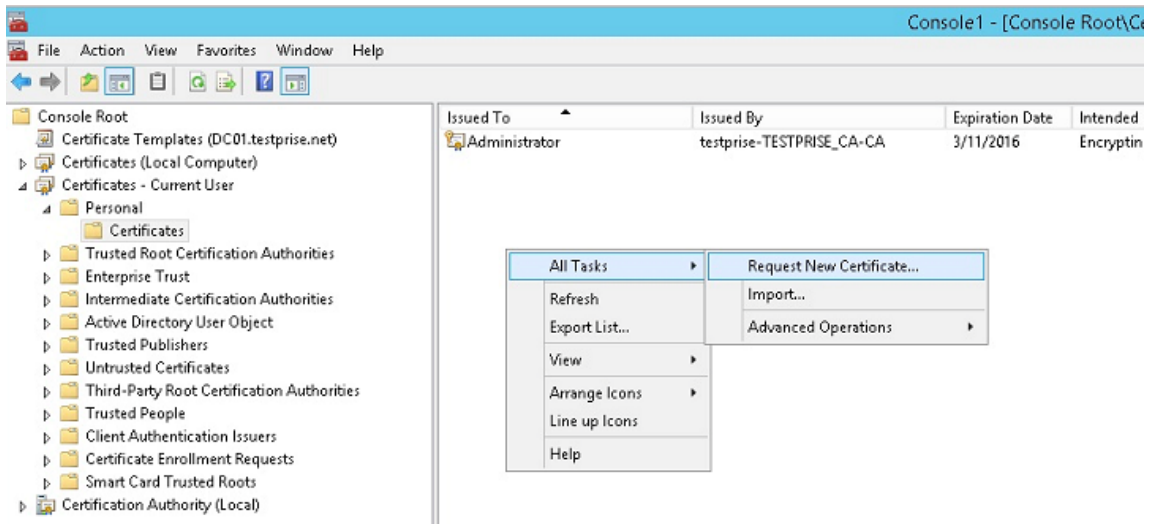 Console1 - [Console Root\Ce
File Action View Favorites Window Help
Console Root
Certificate Templates (DC01.testprise.net)
Certificates (Local Computer)
Certificates - Current User
Personal
Certificates
Trusted Root Certification Authorities
Enterprise Trust
Intermediate Certification Authorities
Active Directory User Object
Trusted Publishers
Untrusted Certificates
Third-Party Root Certification Authorities
Trusted People
Client Authentication Issuers
Certificate Enrollment Requests
Smart Card Trusted Roots
Certification Authority (Local)
Issued To Issued By Expiration Date Intended
Administrator testprise-TESTPRISE_CA-CA 3/11/2016 Encryptin
All Tasks
Refresh
Export List...
View
Arrange Icons
Line up Icons
Help
Request New Certificate...
Import...
Advanced Operations